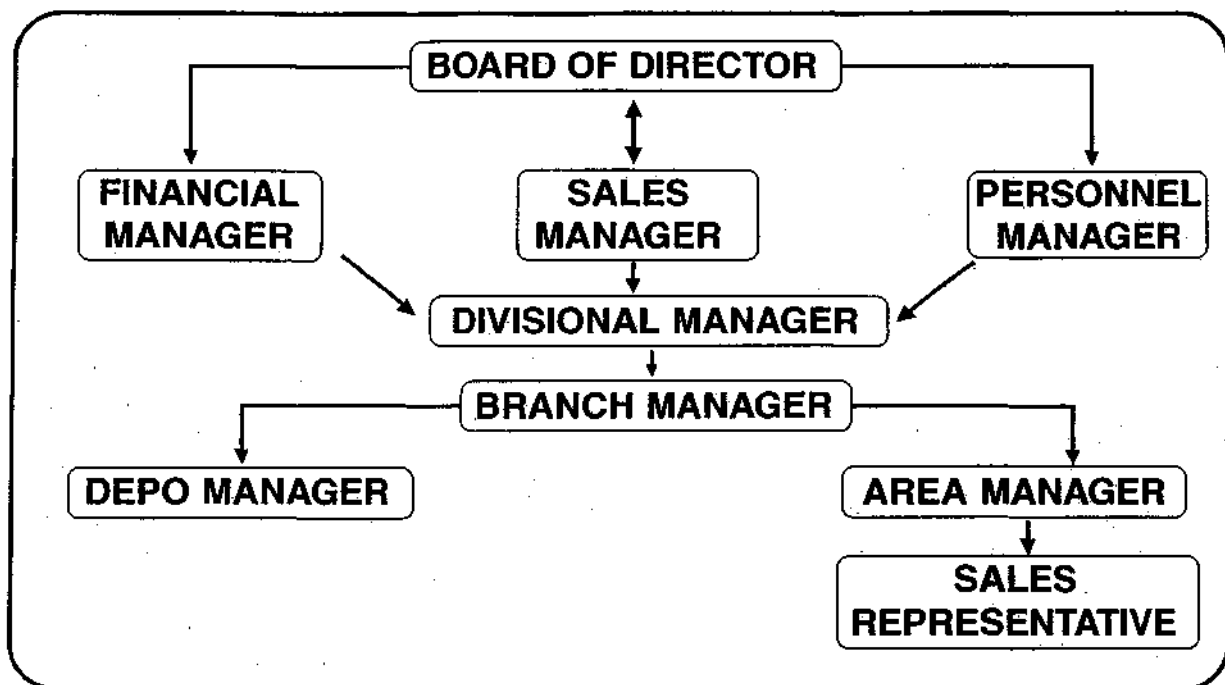 BOARD OF DIRECTOR
FINANCIAL
MANAGER
SALES
MANAGER
PERSONNEL
MANAGER
DIVISIONAL MANAGER
BRANCH MANAGER
DEPO MANAGER
AREA MANAGER
SALES
REPRESENTATIVE